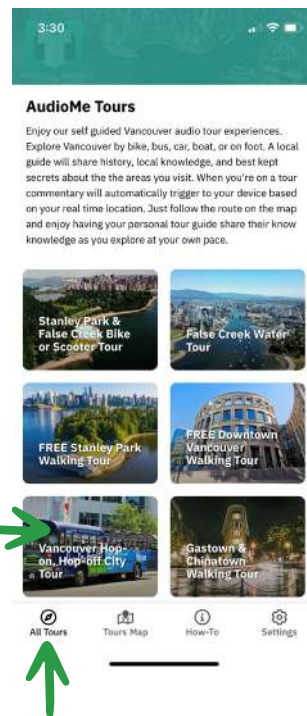 3:30
AudioMe Tours
Enjoy our self guided Vancouver audio tour experiences.
Explore Vancouver by bike, bus, car, boat, or on foot. A local
guide will share history, local knowledge, and best kept
secrets about the the areas you visit. When you're on a tour
commentary will automatically trigger to your device based
on your real time location. Just follow the route on the map
and enjoy having your personal tour guide share their know
knowledge as you explore at your own pace.
Stanley Park &
False Creek Bike
or Scooter Tour
False Creek Water
Tour
FREE Stanley Park
Walking Tour
FREE Downtown
Vancouver
Walking Tour
Vancouver Hop-
on, Hop-off City
Tour
Gastown &
Chinatown
Walking Tour
All Tours
Tours Map
How-To
Settings